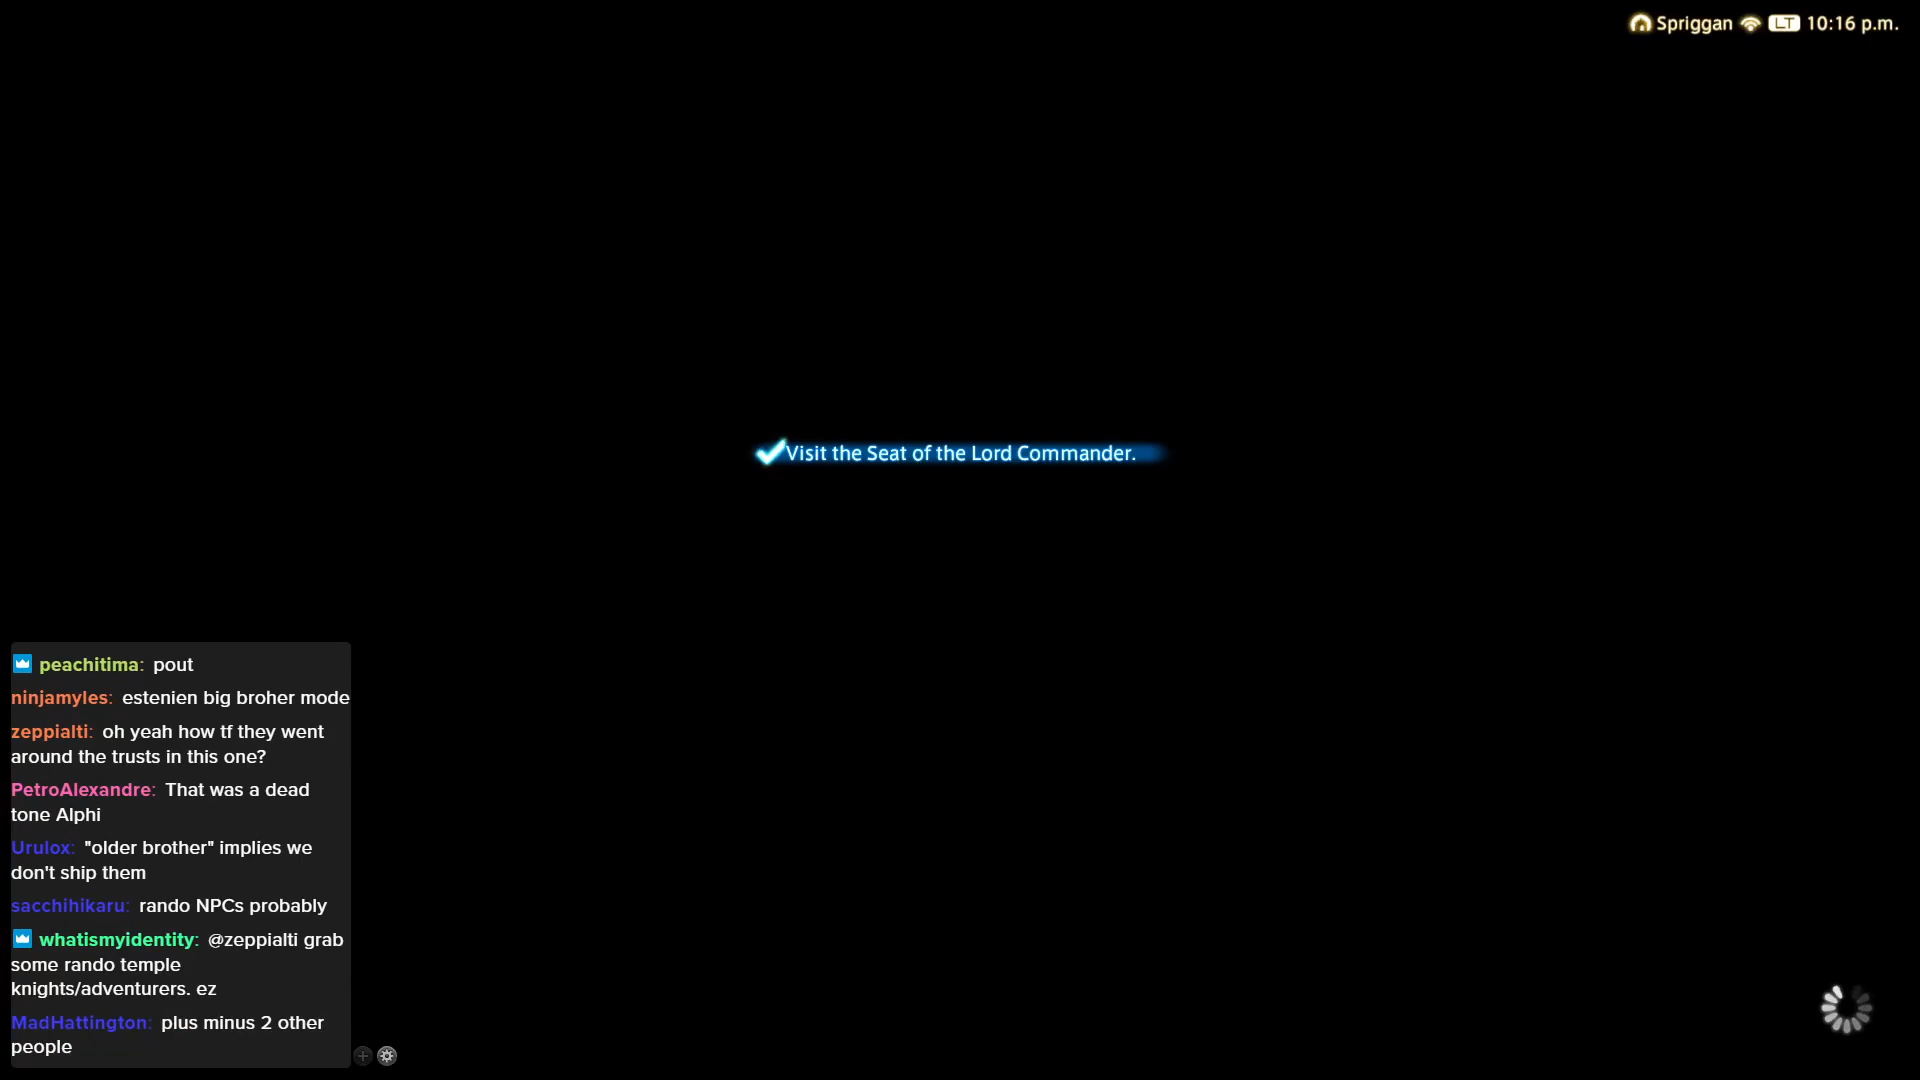 Spriggan LT 10:16 p.m.
Visit the Seat of the Lord Commander.
peachitima: pout
ninjamyles: estenien big broher mode
zeppialti: oh yeah how tf they went
around the trusts in this one?
PetroAlexandre: That was a dead
tone Alphi
Urulox: "older brother" implies we
don't ship them
sacchihikaru: rando NPCs probably
whatismyidentity: @zeppialti grab
some rando temple
knights/adventurers. ez
MadHattington: plus minus 2 other
people